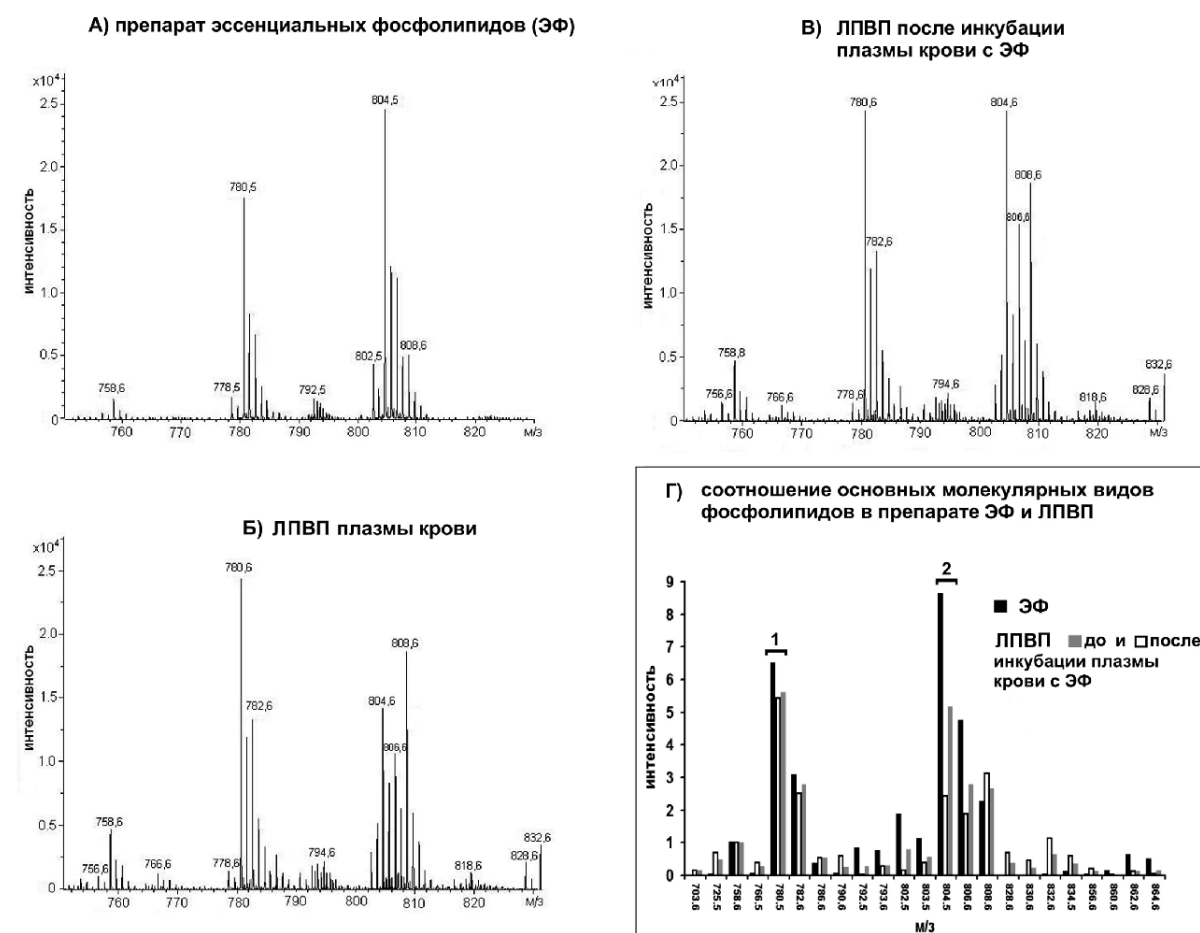 А) препарат эссенциальных фосфолипидов (ЭФ)
x10⁴
2.5
2.0
1.5
1.0
0.5
интенсивность
804,5
780,5
758,6
778,5
792,5
802,5
808,6
760 770 780 790 800 810 820 м/з
Б) ЛПВП плазмы крови
x10⁴
2.5
2.0
1.5
1.0
0.5
интенсивность
780,6
808,6
804,6
782,6
806,6
758,6
756,6
766,6
778,6
794,6
818,6
828,6
832,6
760 770 780 790 800 810 820 м/з
В) ЛПВП после инкубации
плазмы крови с ЭФ
x10⁴
2.5
2.0
1.5
1.0
0.5
интенсивность
780,6
804,6
808,6
806,6
782,6
758,8
756,6
766,6
778,6
794,6
818,6
828,6
832,6
760 770 780 790 800 810 820 м/з
Г) соотношение основных молекулярных видов
фосфолипидов в препарате ЭФ и ЛПВП
9
8
7
6
5
4
3
2
1
0
интенсивность
1
2
ЭФ
ЛПВП до и после
инкубации плазмы
крови с ЭФ
703.6 725.5 758.6 766.5 780.5 782.6 786.6 790.6 792.5 793.6 802.5 803.5 804.5 806.6 808.6 828.6 830.6 832.6 834.5 856.6 860.6 862.6 864.6
м/з